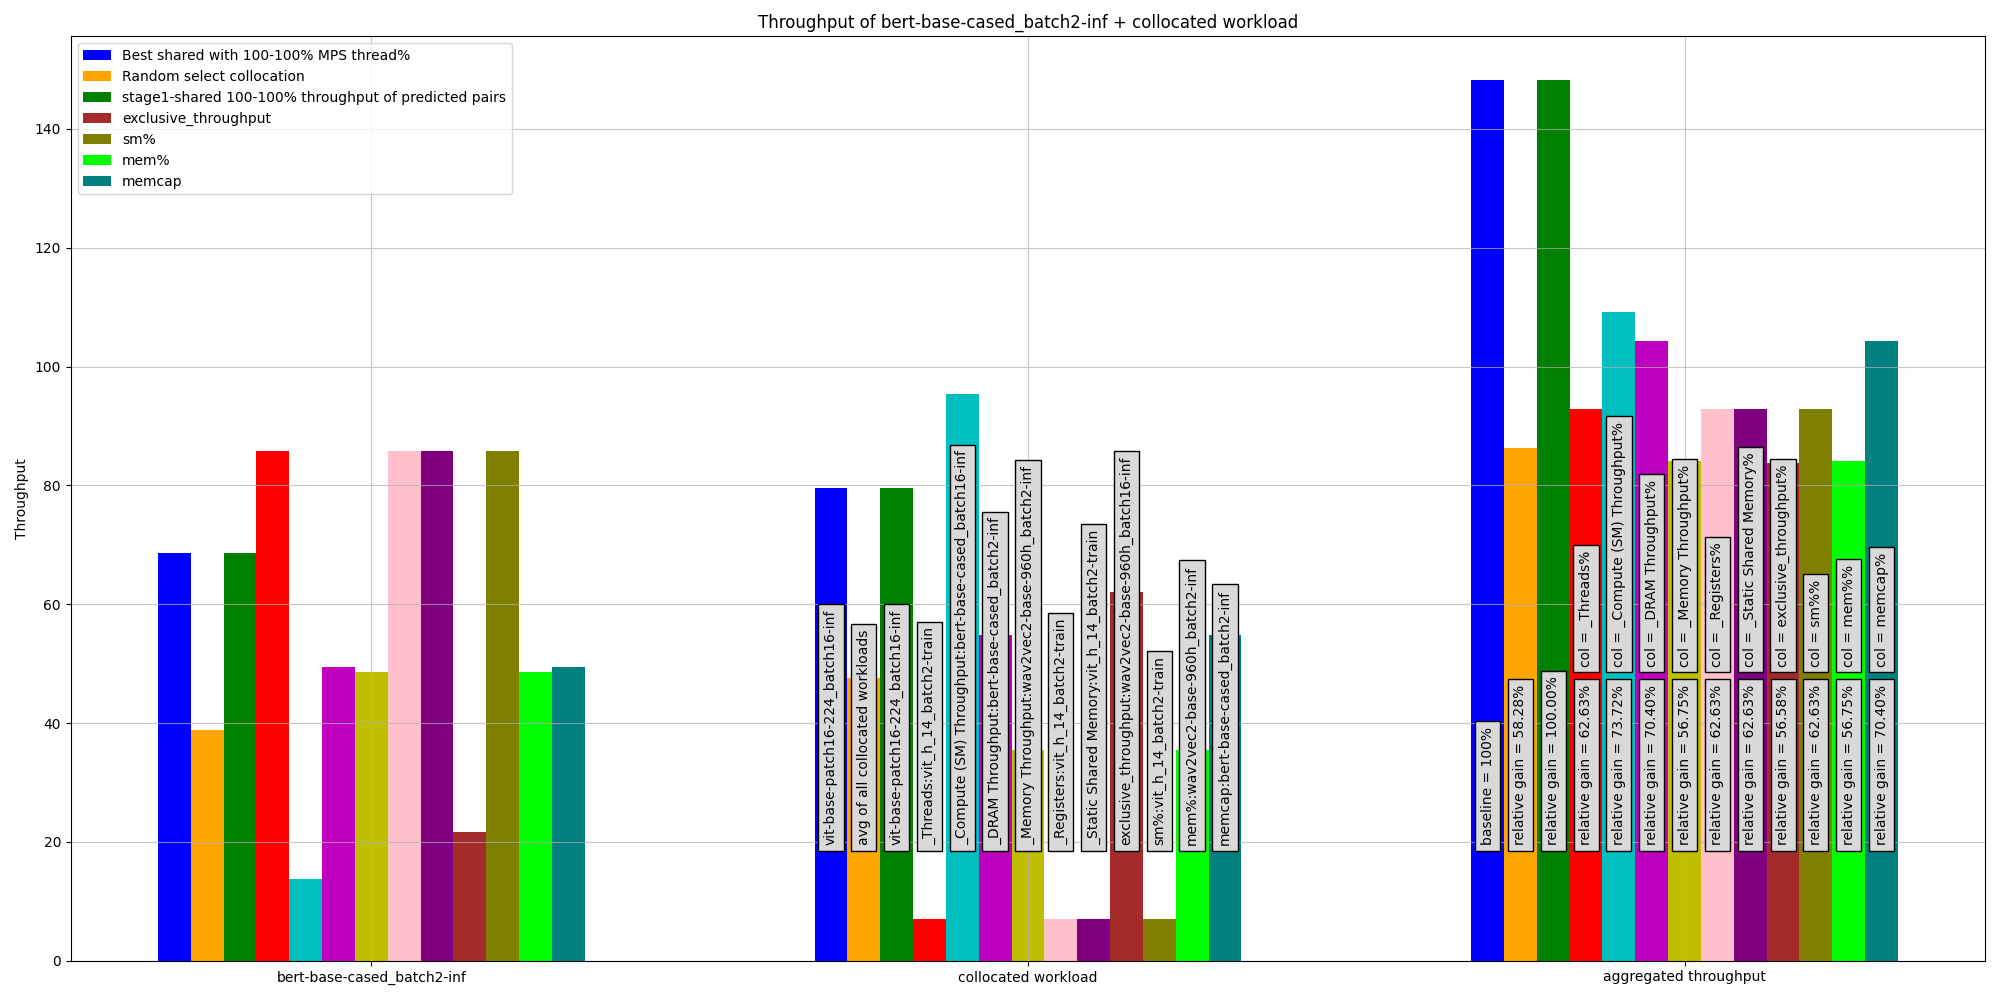 Throughput of bert-base-cased_batch2-inf + collocated workload
Best shared with 100-100% MPS thread%
Random select collocation
stage1-shared 100-100% throughput of predicted pairs
exclusive_throughput
sm%
mem%
memcap
Throughput
140
120
100
80
60
40
20
0
vit-base-patch16-224_batch16-inf
avg of all collocated workloads
vit-base-patch16-224_batch16-inf
_Threads:vit_h_14_batch2-train
_Compute (SM) Throughput:bert-base-cased_batch16-inf
_DRAM Throughput:bert-base-cased_batch2-inf
_Memory Throughput:wav2vec2-base-960h_batch2-inf
_Registers:vit_h_14_batch2-train
_Static Shared Memory:vit_h_14_batch2-train
exclusive_throughput:wav2vec2-base-960h_batch16-inf
sm%:vit_h_14_batch2-train
mem%:wav2vec2-base-960h_batch2-inf
memcap:bert-base-cased_batch2-inf
baseline = 100%
relative gain = 58.28%
relative gain = 100.00%
relative gain = 62.63%
col = _Threads%
relative gain = 73.72%
col = _Compute (SM) Throughput%
relative gain = 70.40%
col = _DRAM Throughput%
relative gain = 56.75%
col = _Memory Throughput%
relative gain = 62.63%
col = _Registers%
relative gain = 62.63%
col = _Static Shared Memory%
relative gain = 56.58%
col = exclusive_throughput%
relative gain = 62.63%
col = sm%%
relative gain = 56.75%
col = mem%%
relative gain = 70.40%
col = memcap%
bert-base-cased_batch2-inf
collocated workload
aggregated throughput